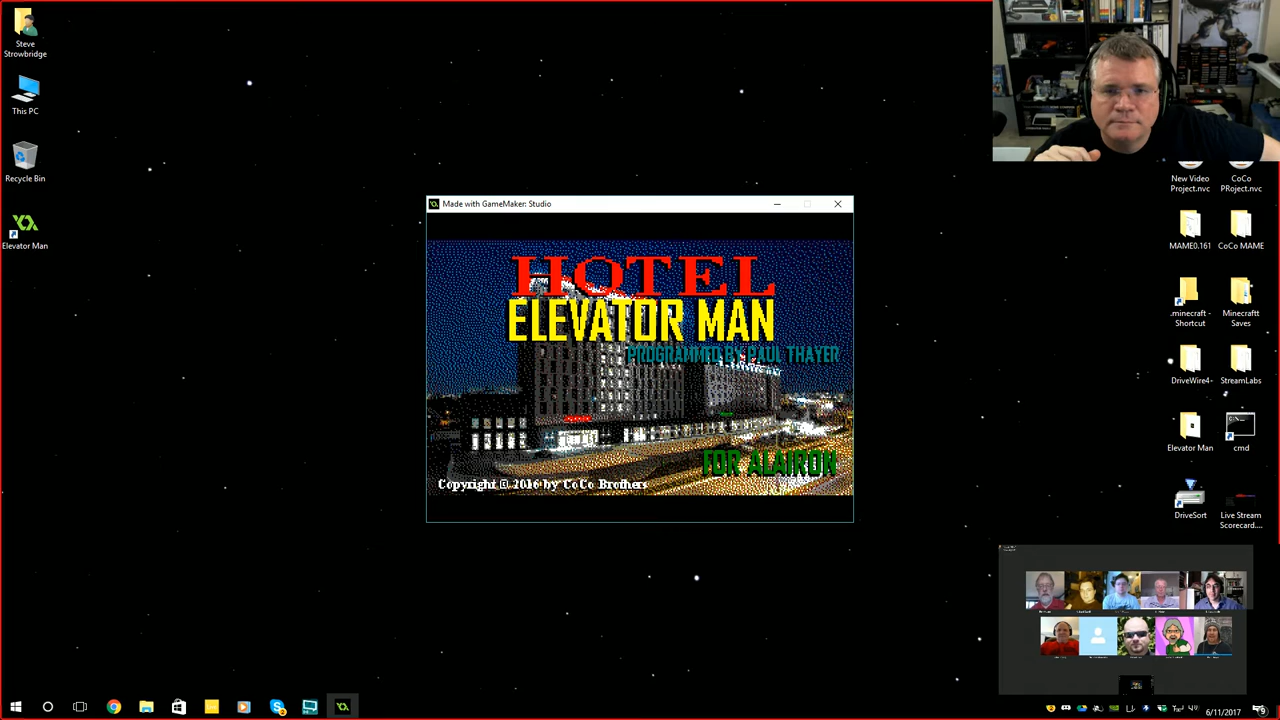 Steve
Strowbridge
This PC
Recycle Bin
Elevator Man
Made with GameMaker: Studio
HOTEL
ELEVATOR MAN
PROGRAMMED BY PAUL THAYER
FOR ALAIRON
Copyright © 2016 by CoCo Brothers
New Video
Project.nvc
CoCo
PRoject.nvc
MAME0.161
CoCo MAME
.minecraft -
Shortcut
Minecraftt
Saves
DriveWire4-
StreamLabs
Elevator Man
cmd
DriveSort
Live Stream
Scorecard....
6/11/2017